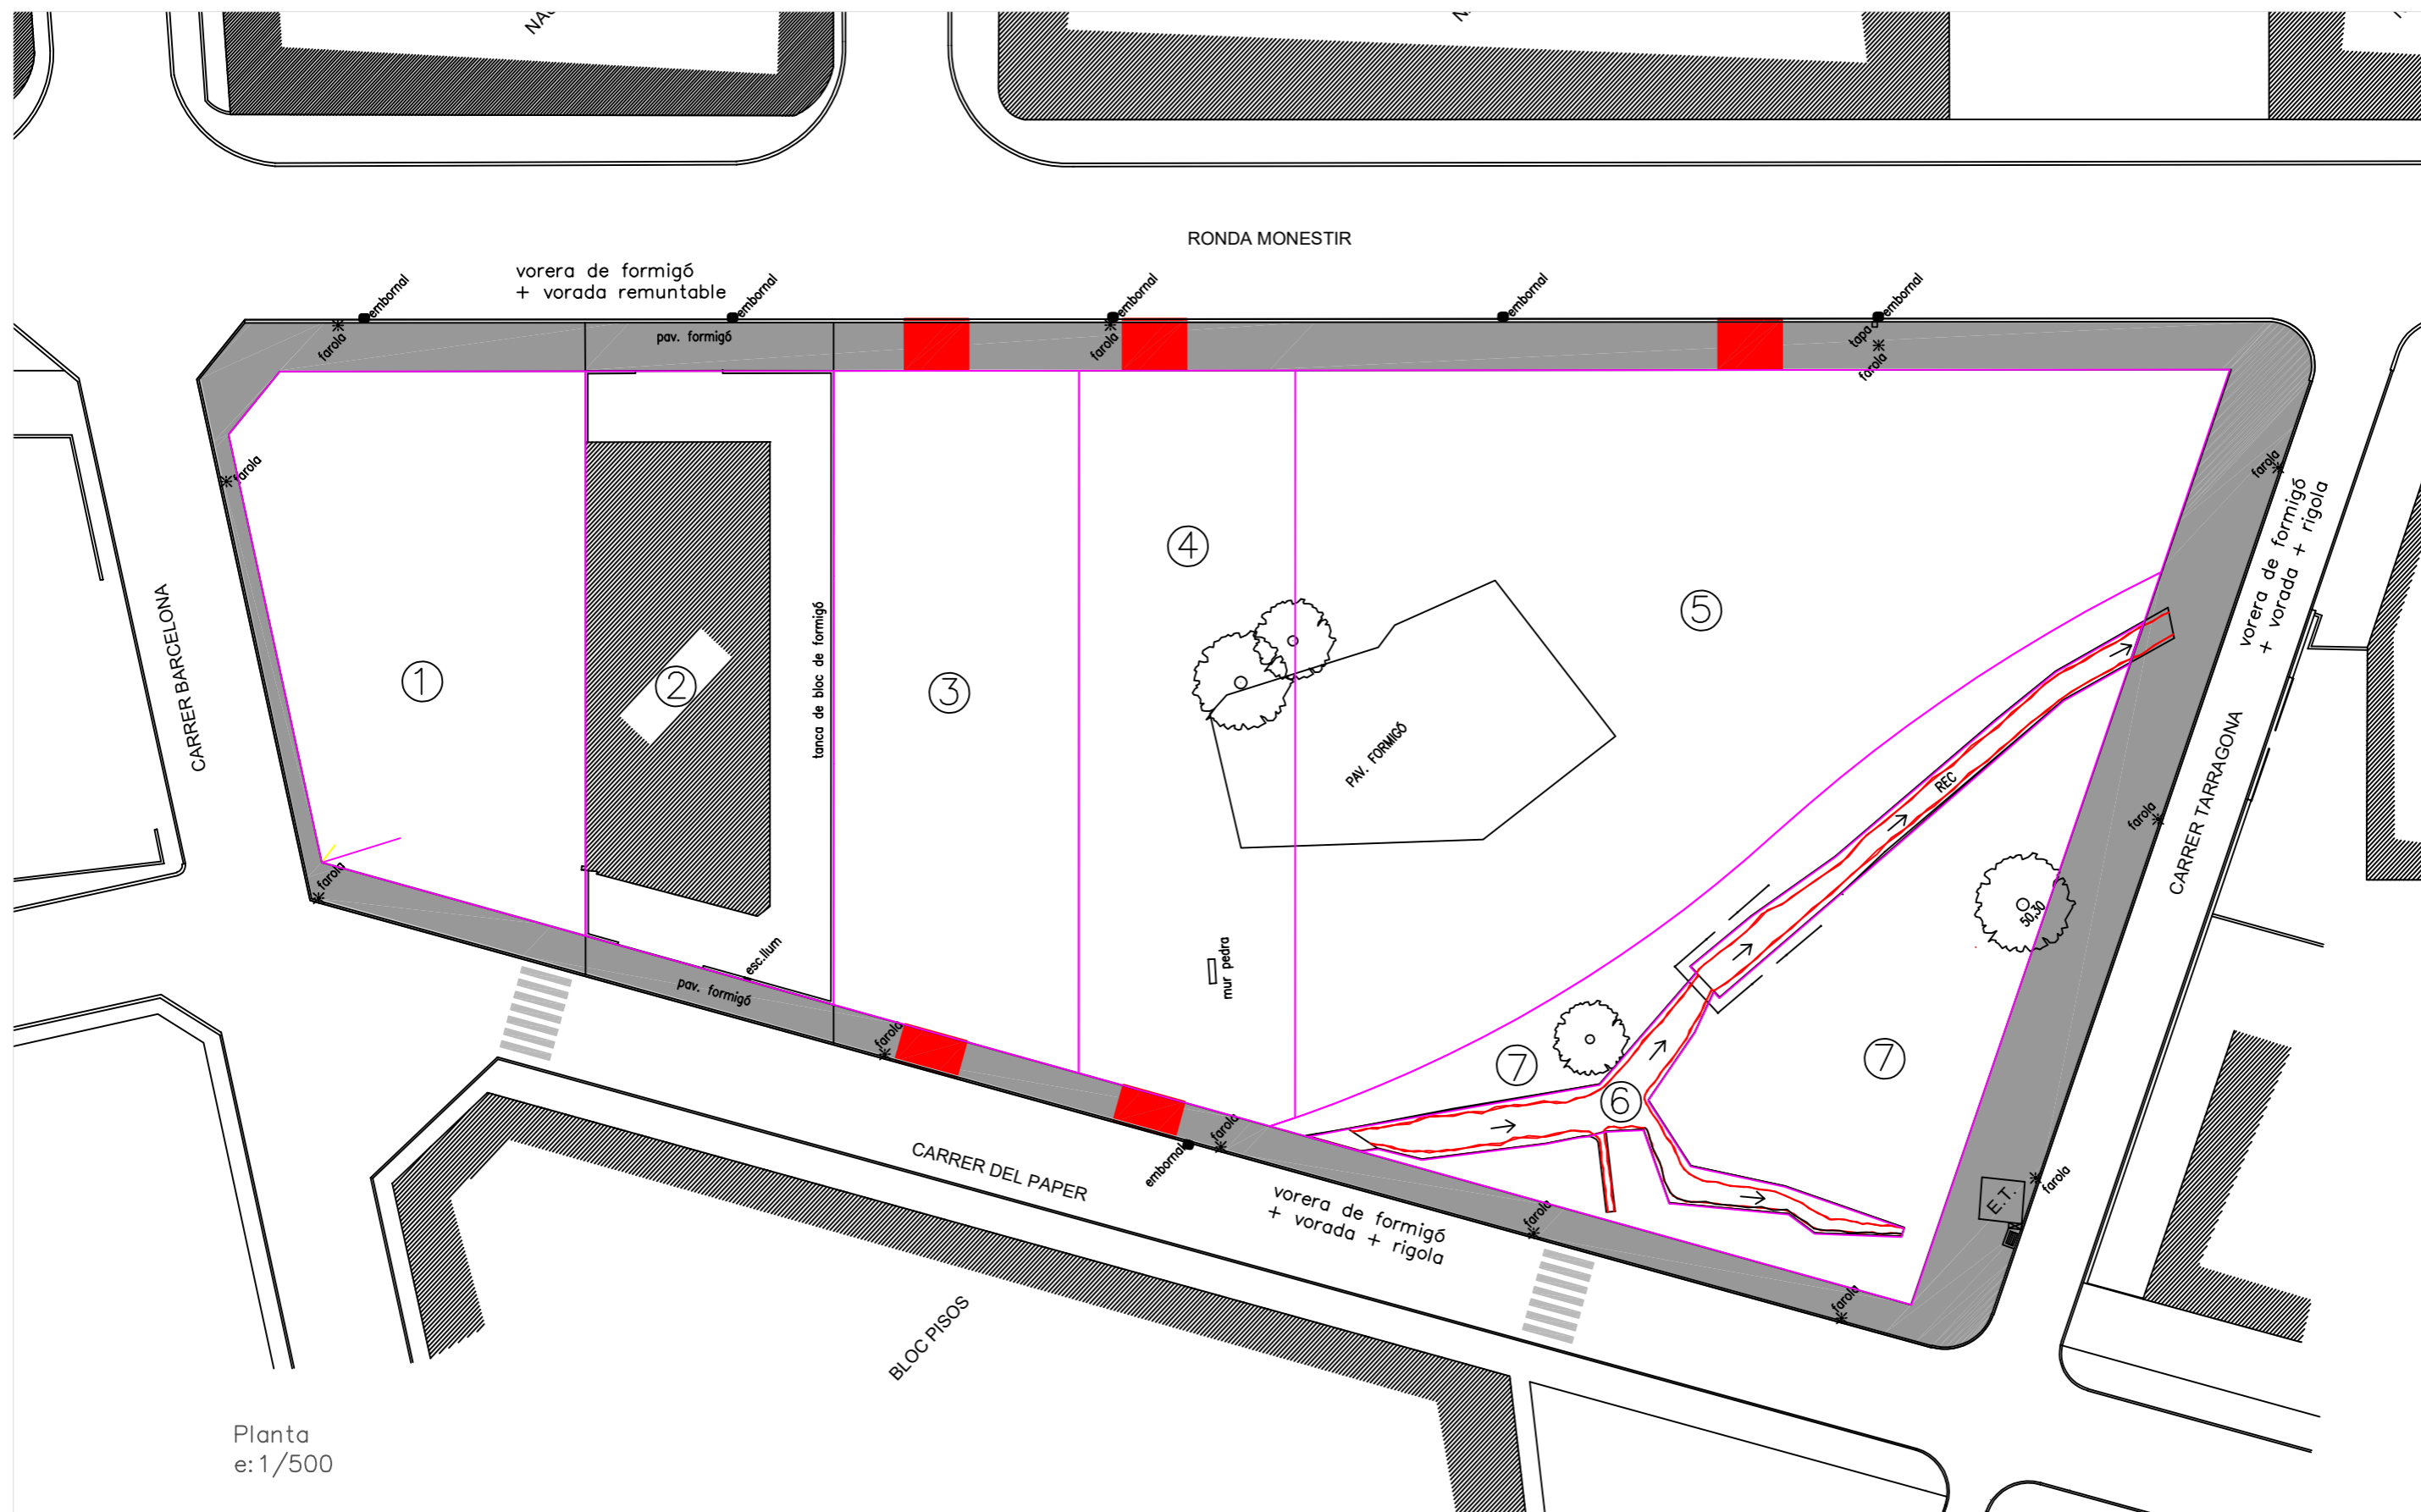 RONDA MONESTIR
vorera de formigó
+ vorada remuntable
embornal
embornal
embornal
embornal
embornal
farola
pav. formigó
farola
tapa
farola
farola
farola
vorera de formigó
+ vorada + rigola
4
5
CARRER BARCELONA
1
2
tanca de bloc de formigó
3
PAV. FORMIGÓ
REC
farola
CARRER TARRAGONA
farola
50,30
esc.llum
mur pedra
pav. formigó
farola
7
7
6
farola
embornal
CARRER DEL PAPER
vorera de formigó
+ vorada + rigola
farola
E.T.
farola
farola
BLOC PISOS
Planta
e:1/500